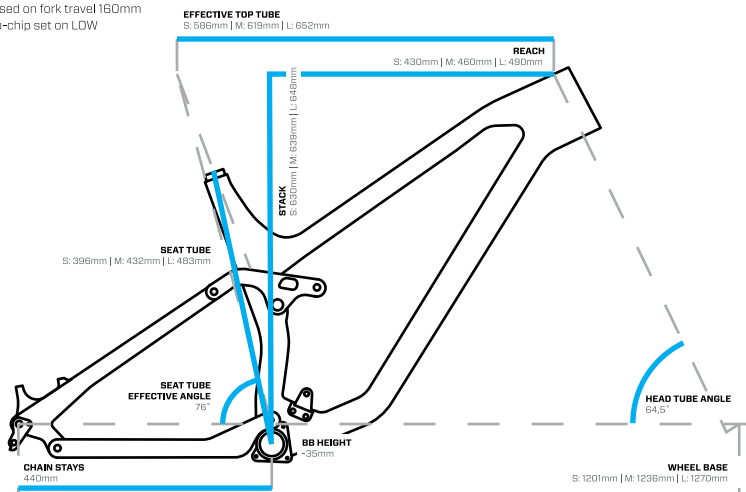 sed on fork travel 160mm
-chip set on LOW
EFFECTIVE TOP TUBE
S: 586mm | M: 619mm | L: 652mm
REACH
S: 430mm | M: 460mm | L: 490mm
STACK
S: 630mm | M: 639mm | L: 648mm
SEAT TUBE
S: 396mm | M: 432mm | L: 483mm
SEAT TUBE
EFFECTIVE ANGLE
76°
HEAD TUBE ANGLE
64,5°
BB HEIGHT
-35mm
CHAIN STAYS
440mm
WHEEL BASE
S: 1201mm | M: 1236mm | L: 1270mm